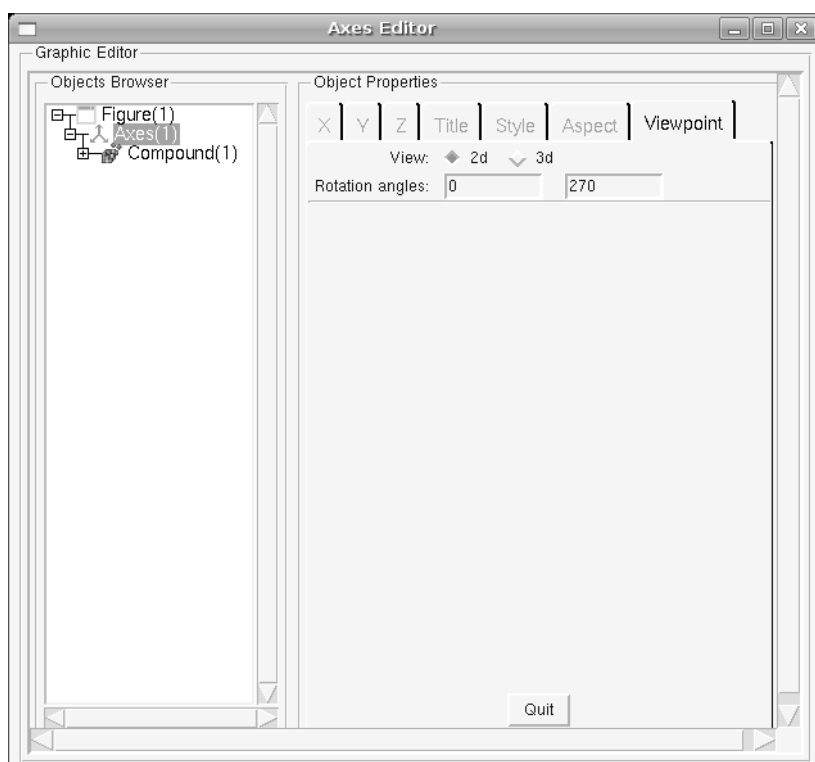 Axes Editor
Graphic Editor
Objects Browser
Figure(1)
Axes(1)
Compound(1)
Object Properties
X Y Z Title Style Aspect Viewpoint
View: 2d 3d
Rotation angles: 0 270
Quit